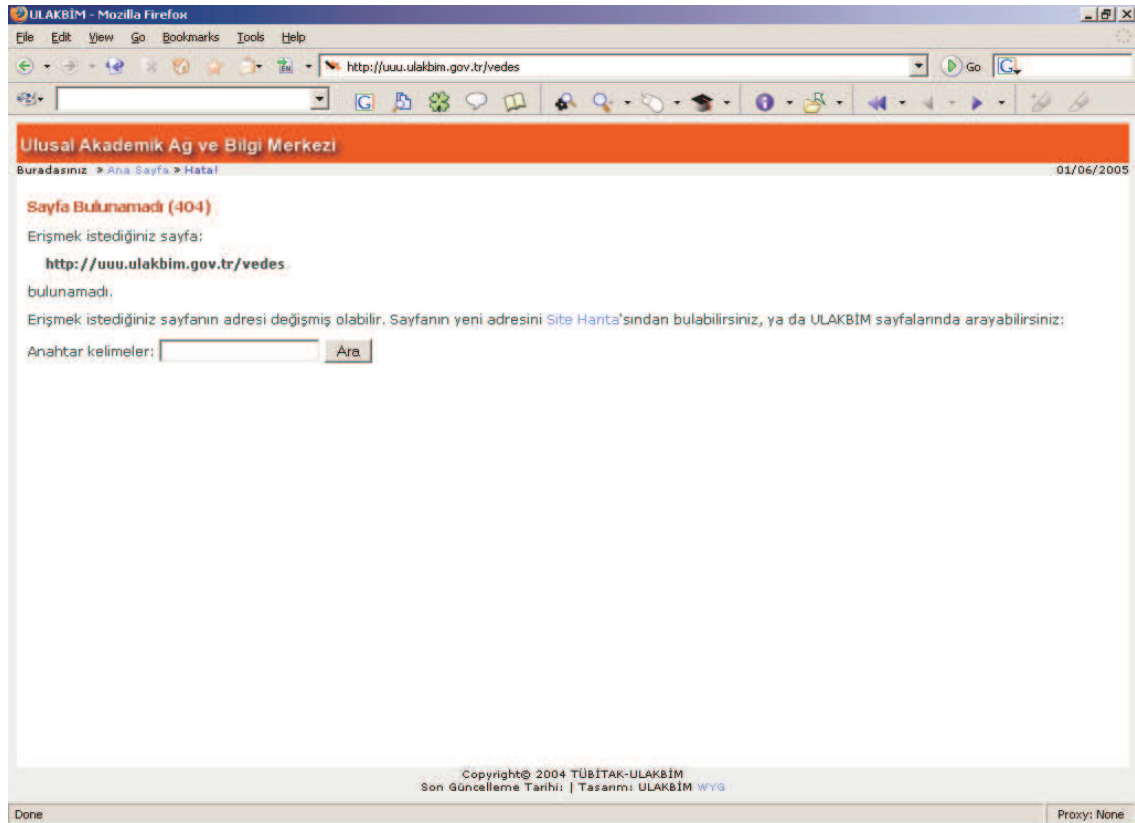 ULAKBİM - Mozilla Firefox
File Edit View Go Bookmarks Tools Help
http://uuu.ulakbim.gov.tr/vedes Go
Ulusal Akademik Ağ ve Bilgi Merkezi
Buradasınız » Ana Sayfa » Hata! 01/06/2005
Sayfa Bulunamadı (404)
Erişmek istediğiniz sayfa:
http://uuu.ulakbim.gov.tr/vedes
bulunamadı.
Erişmek istediğiniz sayfanın adresi değişmiş olabilir. Sayfanın yeni adresini Site Harita'sından bulabilirsiniz, ya da ULAKBİM sayfalarında arayabilirsiniz:
Anahtar kelimeler: Ara
Copyright© 2004 TÜBİTAK-ULAKBİM
Son Güncelleme Tarihi: | Tasarım: ULAKBİM WYG
Done Proxy: None